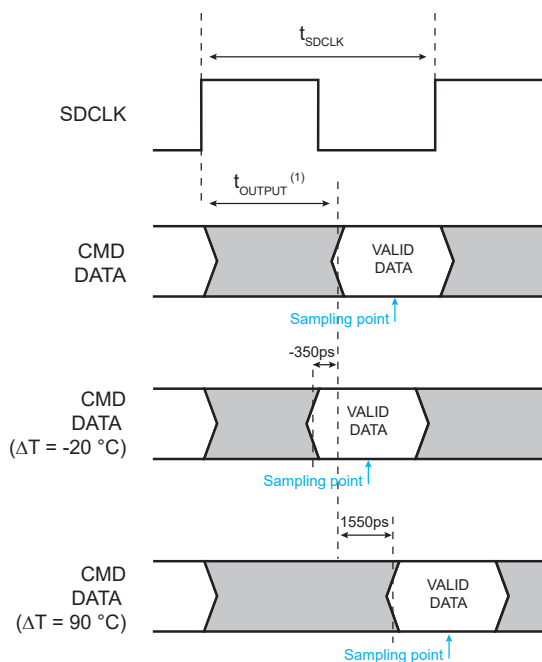 tSDCLK
SDCLK
tOUTPUT (1)
CMD
DATA
VALID
DATA
Sampling point
-350ps
CMD
DATA
(ΔT = -20 °C)
VALID
DATA
Sampling point
1550ps
CMD
DATA
(ΔT = 90 °C)
VALID
DATA
Sampling point